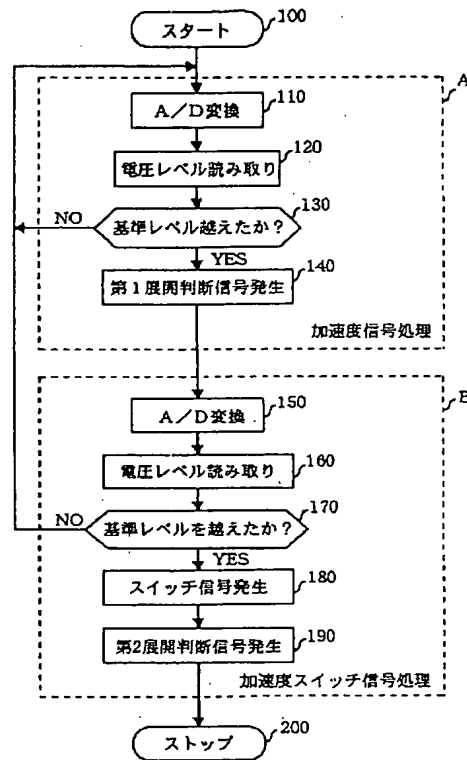 スタート
100
A
A/D変換
110
電圧レベル読み取り
120
基準レベル越えたか?
130
NO
YES
第1展開判断信号発生
140
加速度信号処理
B
A/D変換
150
電圧レベル読み取り
160
基準レベルを越えたか?
170
NO
YES
スイッチ信号発生
180
第2展開判断信号発生
190
加速度スイッチ信号処理
ストップ
200